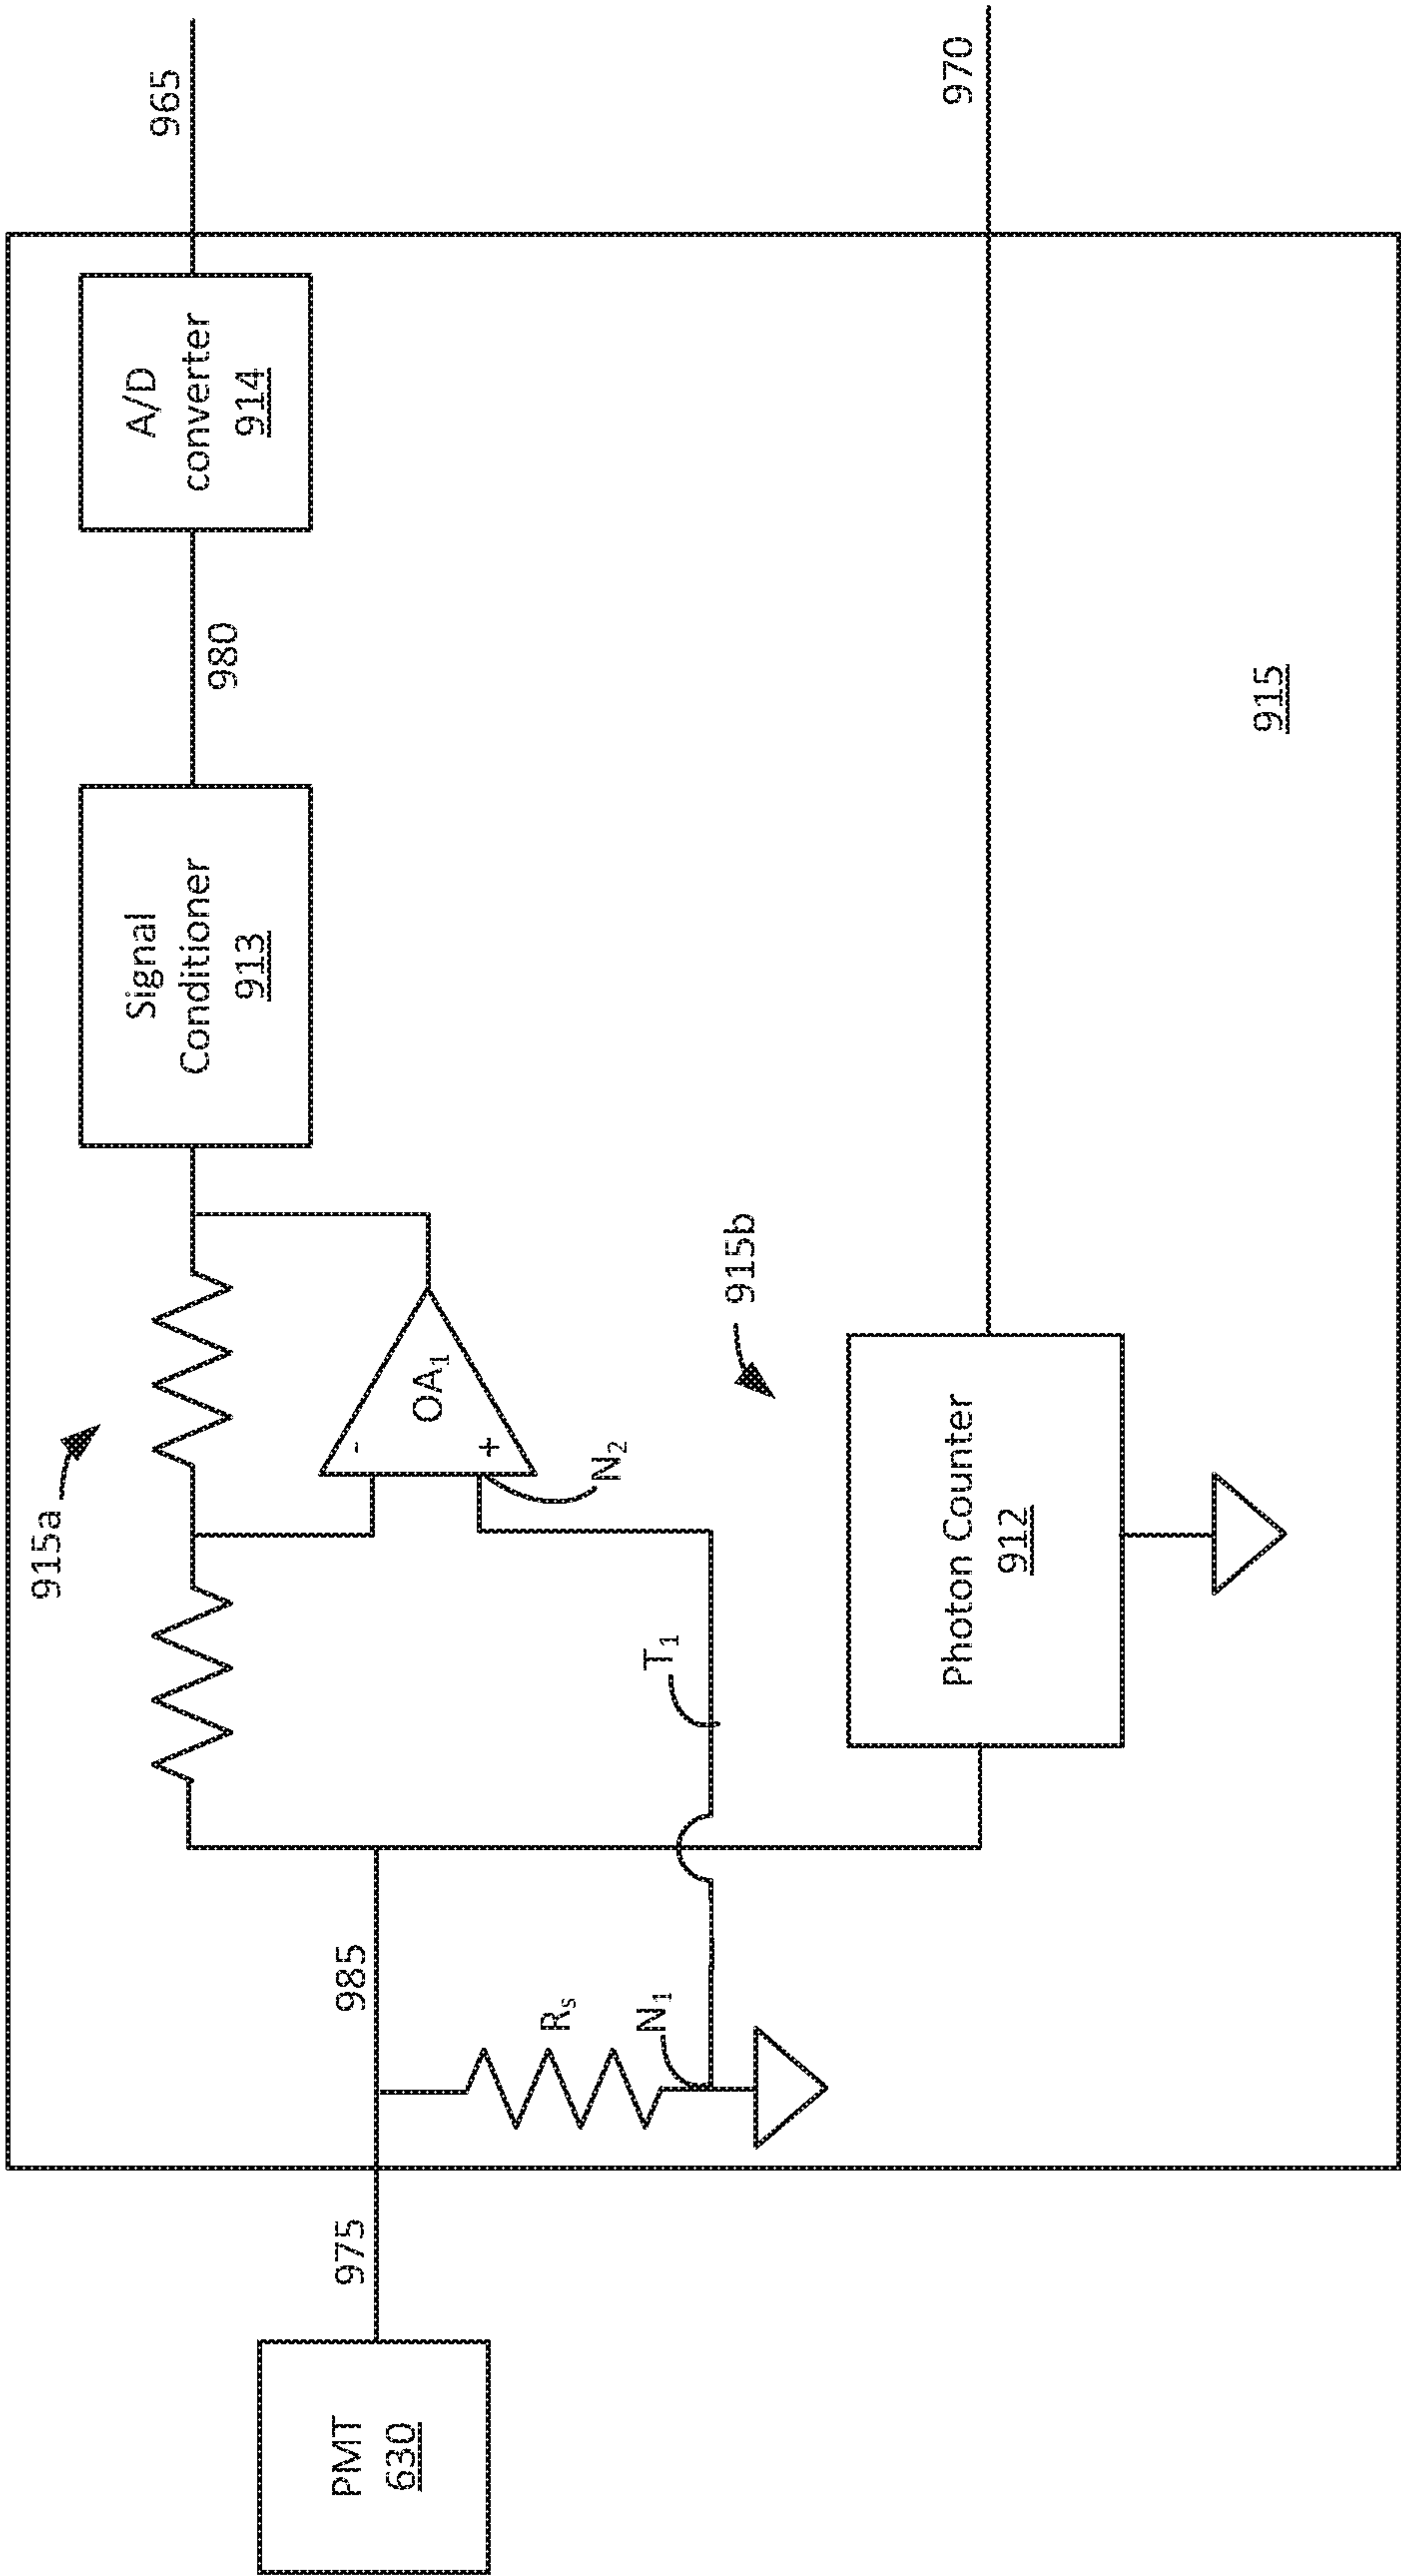 PMT
630
975
985
Rₛ
N₁
T₁
915a
-
OA₁
+
N₂
915b
Signal
Conditioner
913
980
A/D
converter
914
965
Photon Counter
912
970
915